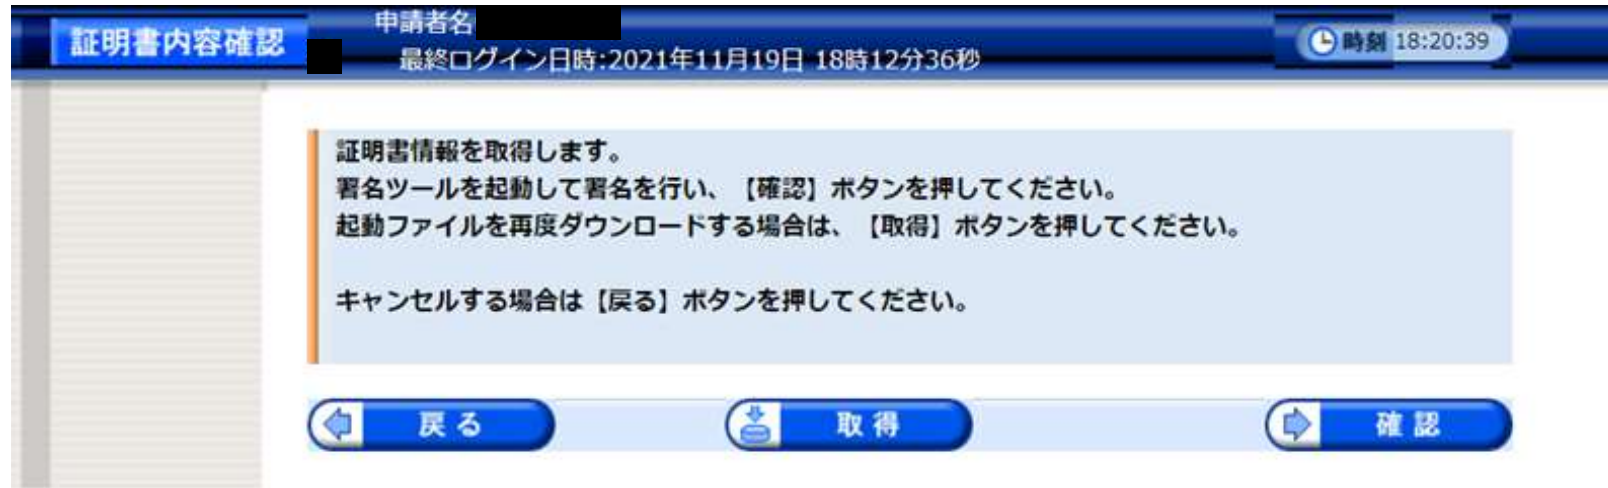 証明書内容確認
申請者名
最終ログイン日時:2021年11月19日 18時12分36秒
時刻 18:20:39
証明書情報を取得します。
署名ツールを起動して署名を行い、【確認】ボタンを押してください。
起動ファイルを再度ダウンロードする場合は、【取得】ボタンを押してください。
キャンセルする場合は【戻る】ボタンを押してください。
戻る
取得
確認